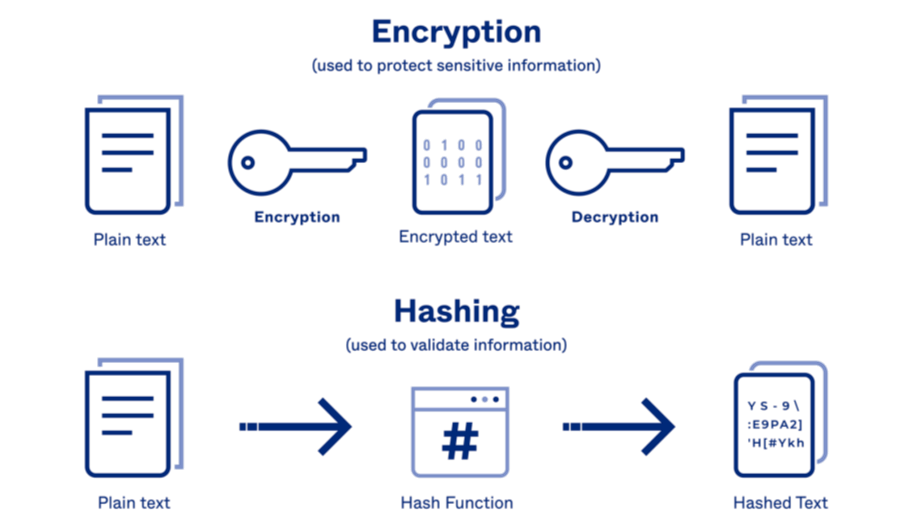 Encryption
(used to protect sensitive information)
0 1 0 0
0 0 0 0
1 0 1 1
Encryption
Decryption
Plain text
Encrypted text
Plain text
Hashing
(used to validate information)
#
Y S - 9 \
:E9PA2]
'H[#Ykh
Plain text
Hash Function
Hashed Text